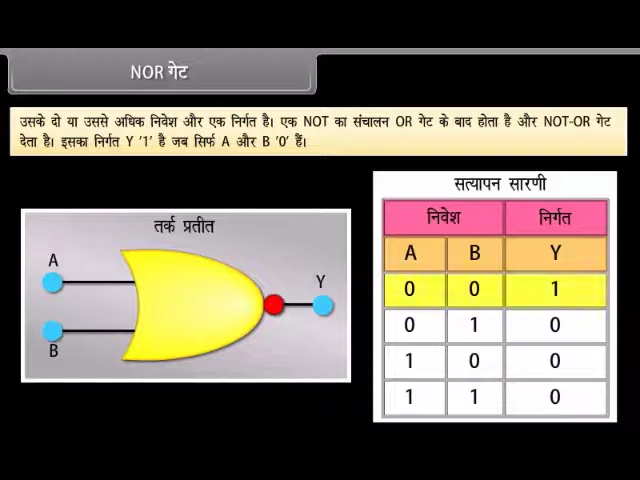 NOR गेट
उसके दो या उससे अधिक निवेश और एक निर्गत है। एक NOT का संचालन OR गेट के बाद होता है और NOT-OR गेट
देता है। इसका निर्गत Y '1' है जब सिर्फ A और B '0' हैं।
सत्यापन सारणी
तर्क प्रतीत
निवेश निर्गत
A B Y
0 0 1
0 1 0
1 0 0
1 1 0
A
Y
B